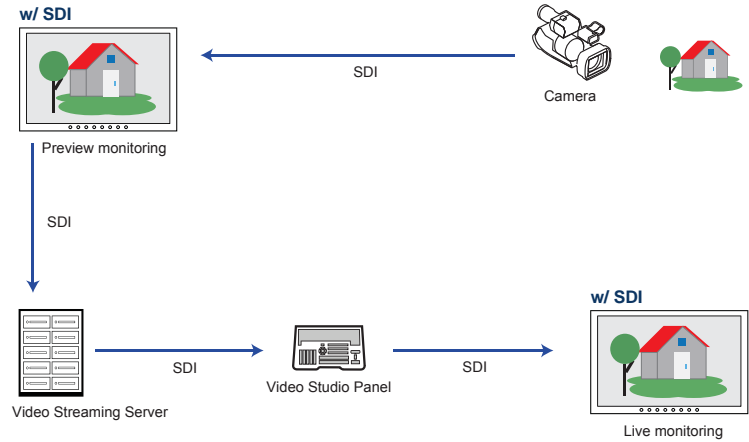 w/ SDI
SDI
Camera
Preview monitoring
SDI
w/ SDI
SDI
SDI
Video Studio Panel
Video Streaming Server
Live monitoring